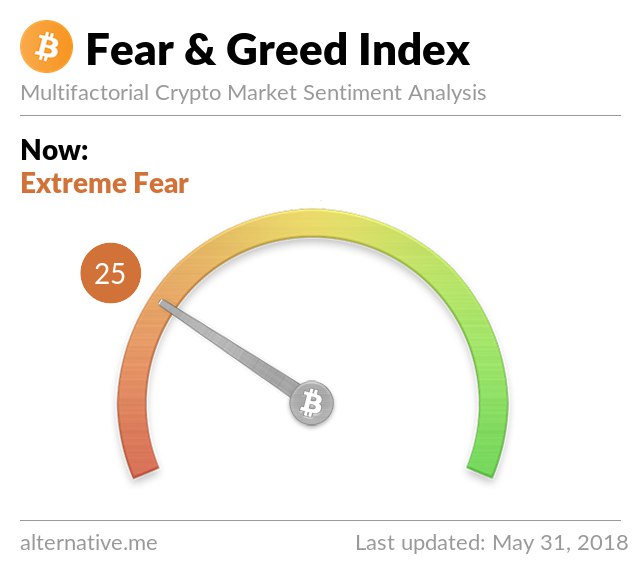 Fear & Greed Index
Multifactorial Crypto Market Sentiment Analysis
Now:
Extreme Fear
25
alternative.me
Last updated: May 31, 2018